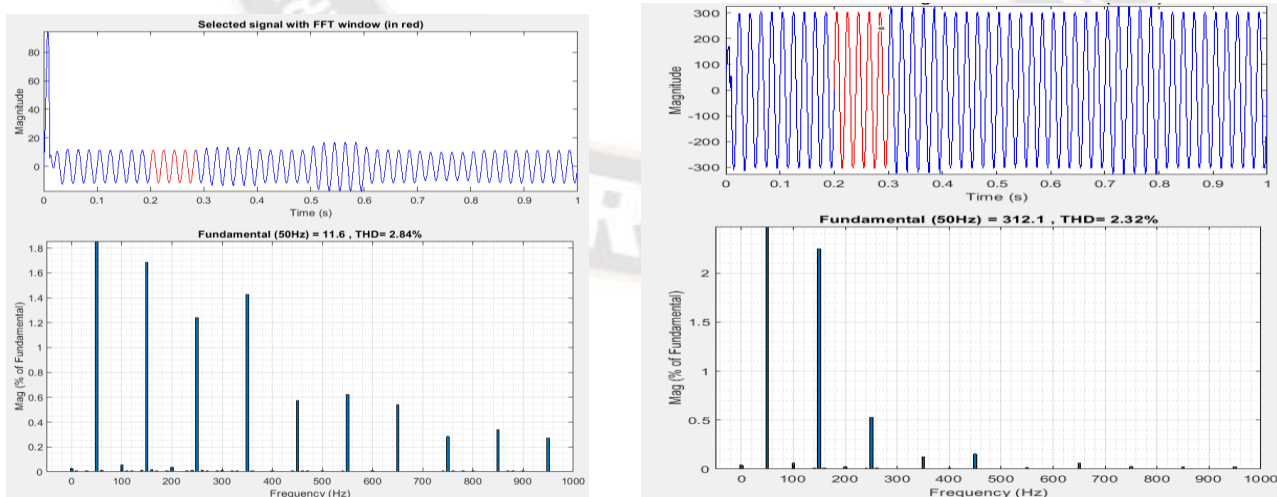 Selected signal with FFT window (in red)
80
60
40
20
0
Magnitude
0 0.1 0.2 0.3 0.4 0.5 0.6 0.7 0.8 0.9 1
Time (s)
Fundamental (50Hz) = 11.6 , THD= 2.84%
1.8
1.6
1.4
1.2
1
0.8
0.6
0.4
0.2
0
Mag (% of Fundamental)
0 100 200 300 400 500 600 700 800 900 1000
Frequency (Hz)
300
200
100
0
-100
-200
-300
Magnitude
0 0.1 0.2 0.3 0.4 0.5 0.6 0.7 0.8 0.9 1
Time (s)
Fundamental (50Hz) = 312.1 , THD= 2.32%
2
1.5
1
0.5
0
Mag (% of Fundamental)
0 100 200 300 400 500 600 700 800 900 1000
Frequency (Hz)